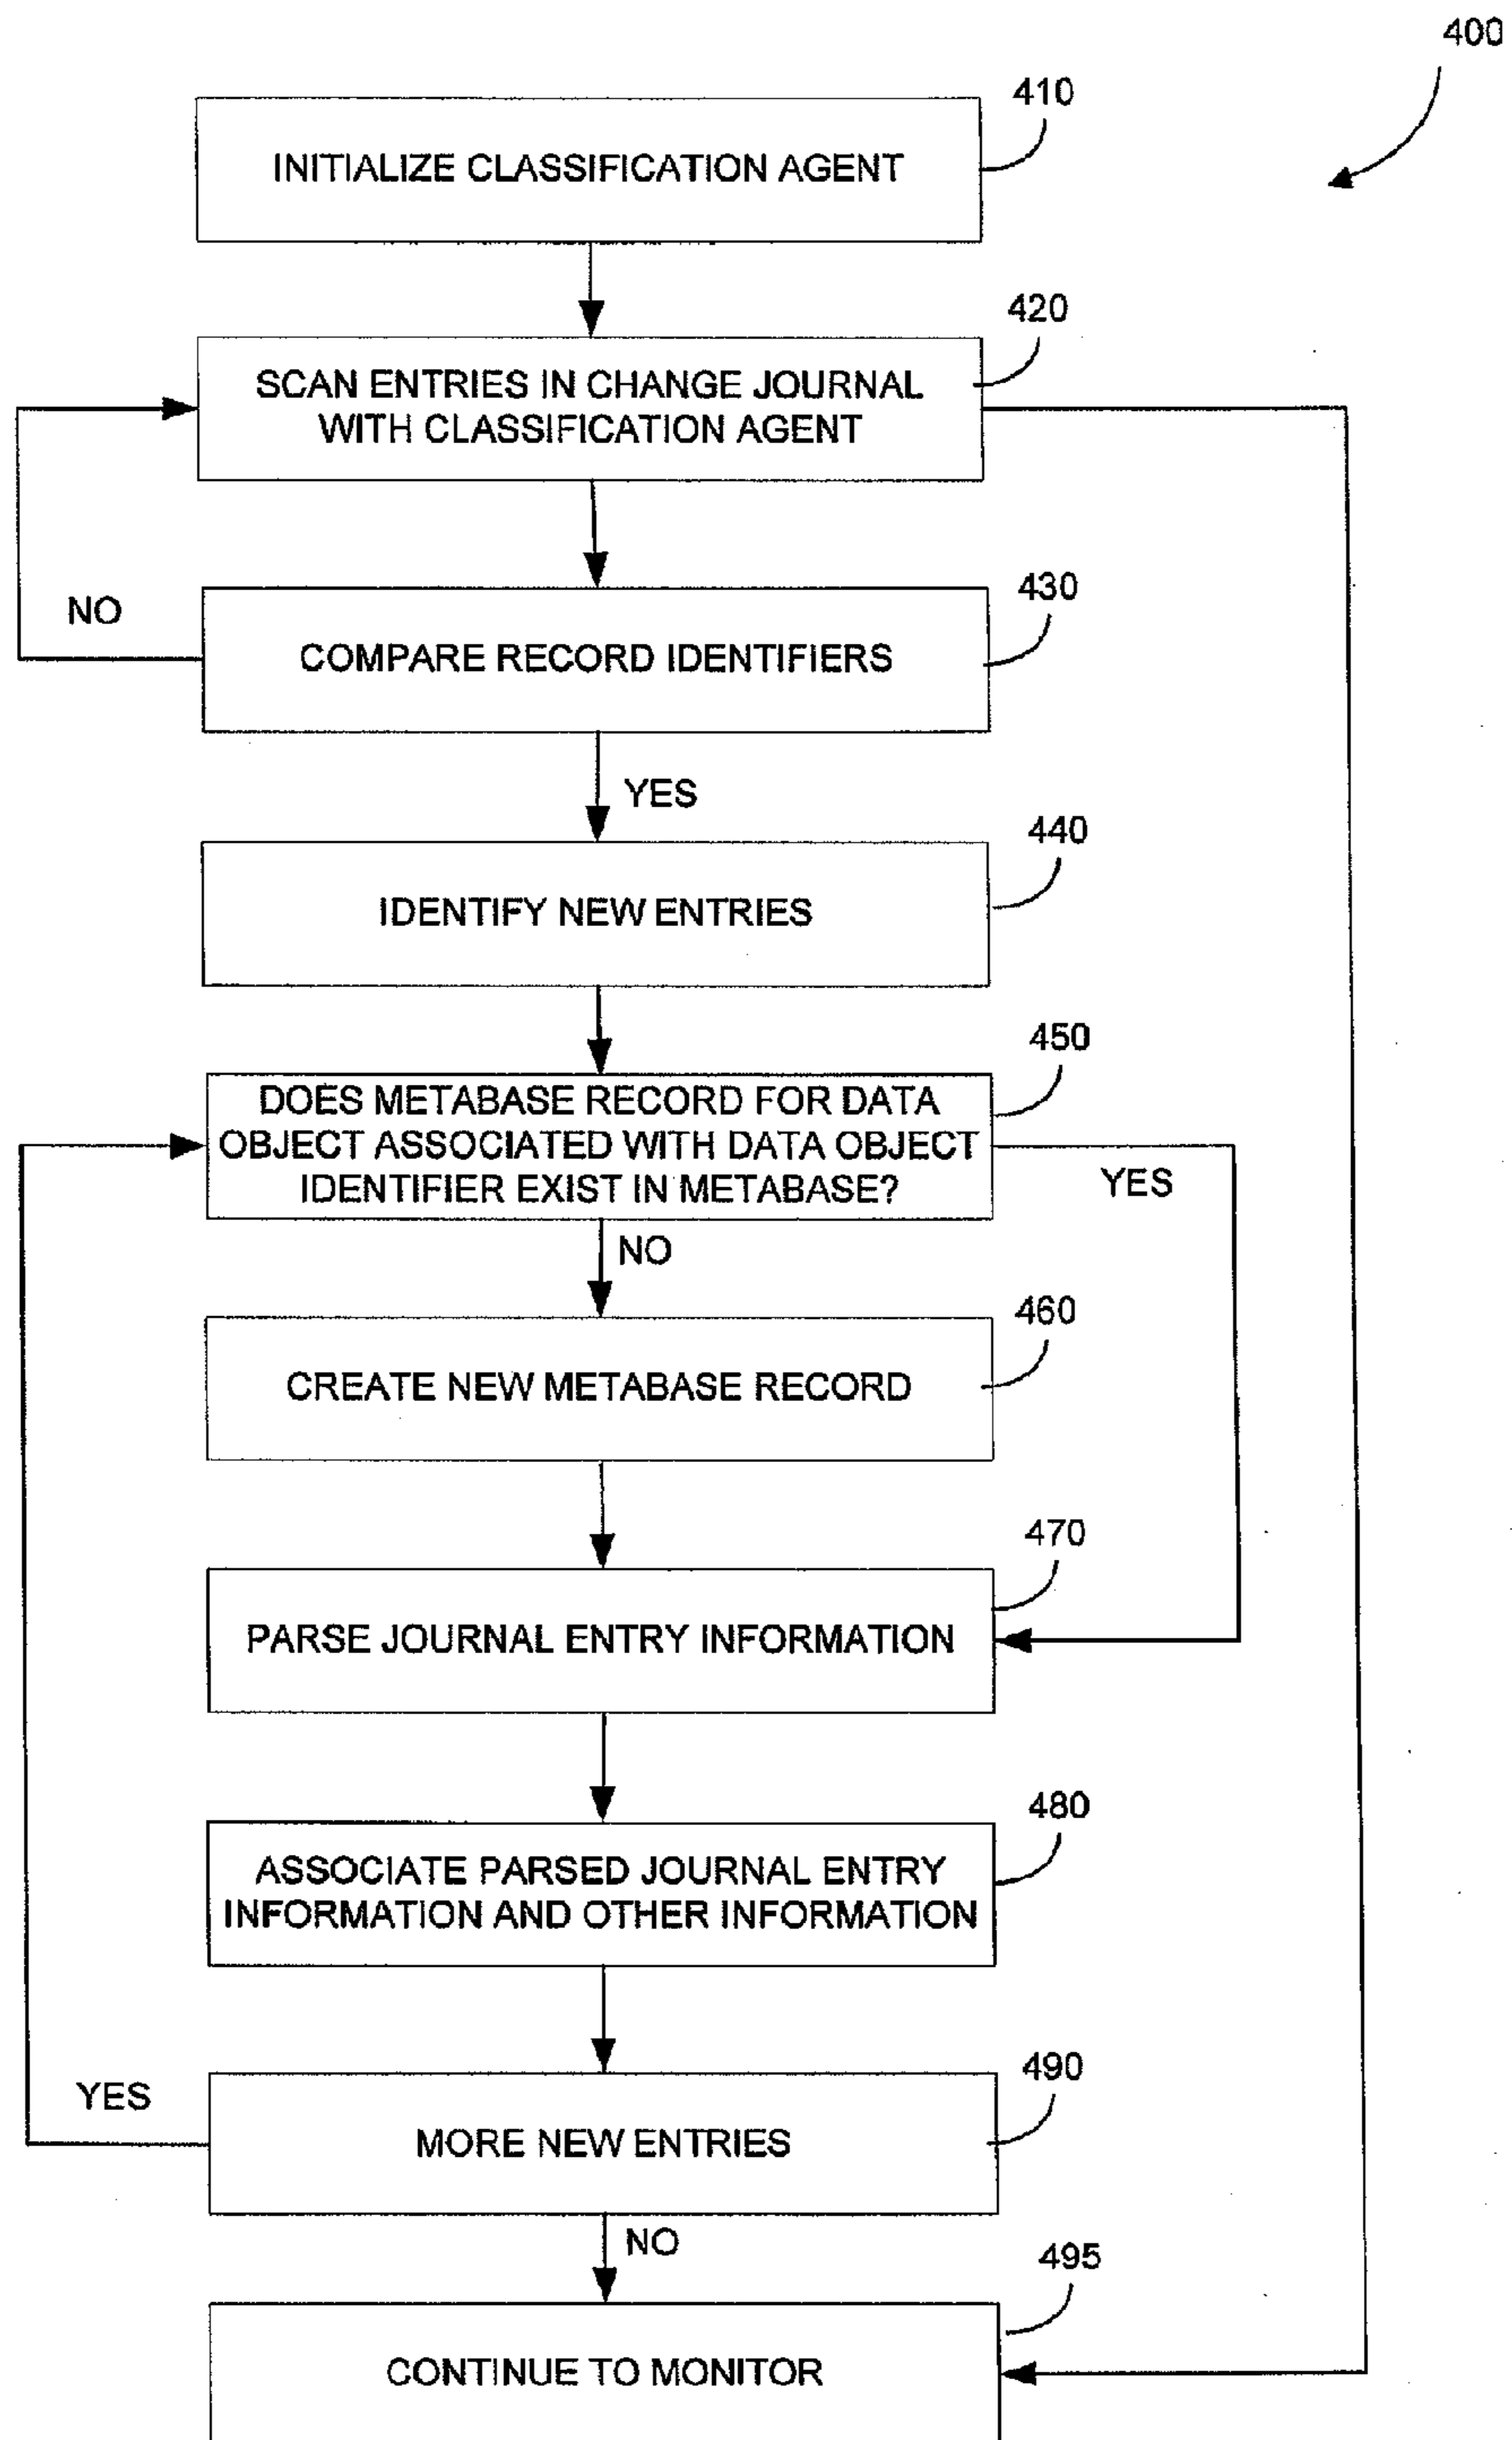 400
410
INITIALIZE CLASSIFICATION AGENT
420
SCAN ENTRIES IN CHANGE JOURNAL
WITH CLASSIFICATION AGENT
430
NO
COMPARE RECORD IDENTIFIERS
YES
440
IDENTIFY NEW ENTRIES
450
DOES METABASE RECORD FOR DATA
OBJECT ASSOCIATED WITH DATA OBJECT
IDENTIFIER EXIST IN METABASE?
YES
NO
460
CREATE NEW METABASE RECORD
470
PARSE JOURNAL ENTRY INFORMATION
480
ASSOCIATE PARSED JOURNAL ENTRY
INFORMATION AND OTHER INFORMATION
490
YES
MORE NEW ENTRIES
NO
495
CONTINUE TO MONITOR